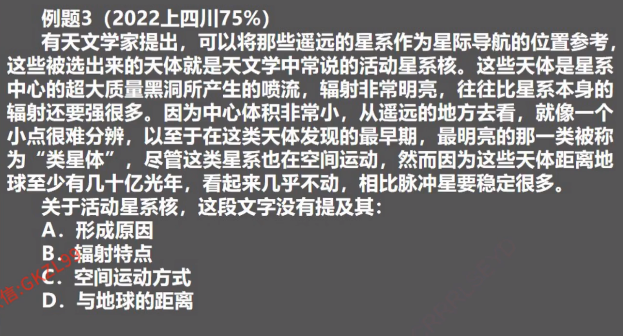 例题3（2022上四川75%）
有天文学家提出，可以将那些遥远的星系作为星际导航的位置参考，
这些被选出来的天体就是天文学中常说的活动星系核。这些天体是星系
中心的超大质量黑洞所产生的喷流，辐射非常明亮，往往比星系本身的
辐射还要强很多。因为中心体积非常小，从遥远的地方去看，就像一个
小点很难分辨，以至于在这类天体发现的最早期，最明亮的那一类被称
为“类星体”，尽管这类星系也在空间运动，然而因为这些天体距离地
球至少有几十亿光年，看起来几乎不动，相比脉冲星要稳定很多。
关于活动星系核，这段文字没有提及其：
A．形成原因
B．辐射特点
C．空间运动方式
D．与地球的距离